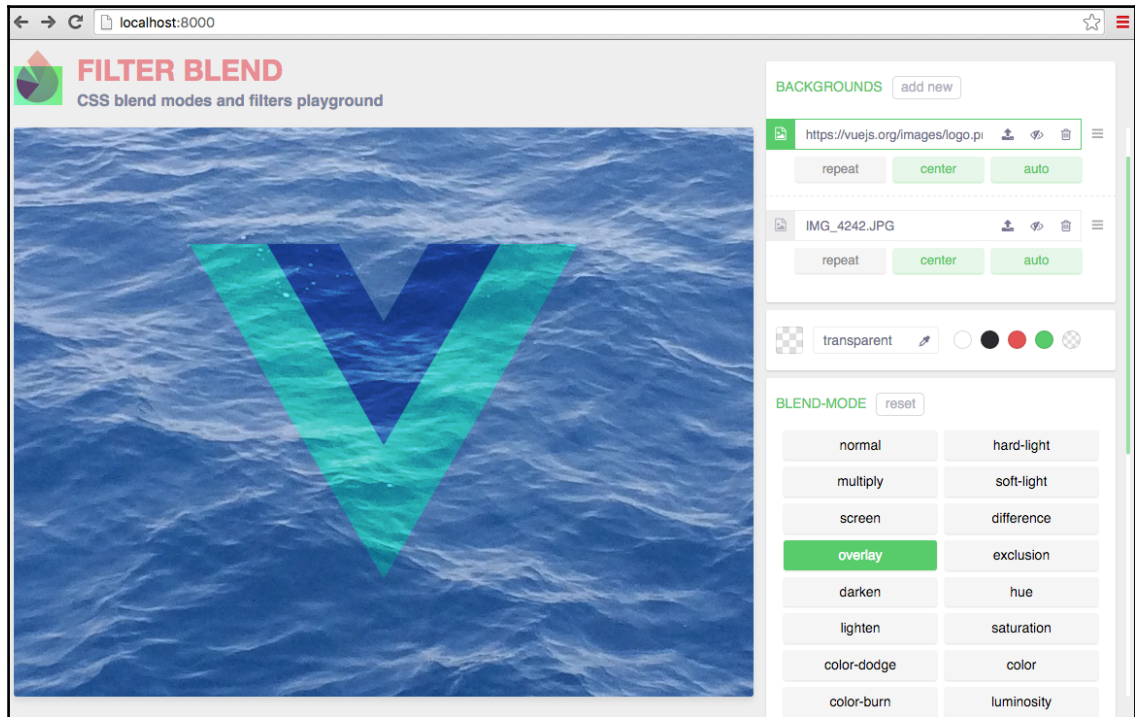 localhost:8000
FILTER BLEND
CSS blend modes and filters playground
BACKGROUNDS add new
https://vuejs.org/images/logo.pr
repeat center auto
IMG_4242.JPG
repeat center auto
transparent
BLEND-MODE reset
normal hard-light
multiply soft-light
screen difference
overlay exclusion
darken hue
lighten saturation
color-dodge color
color-burn luminosity